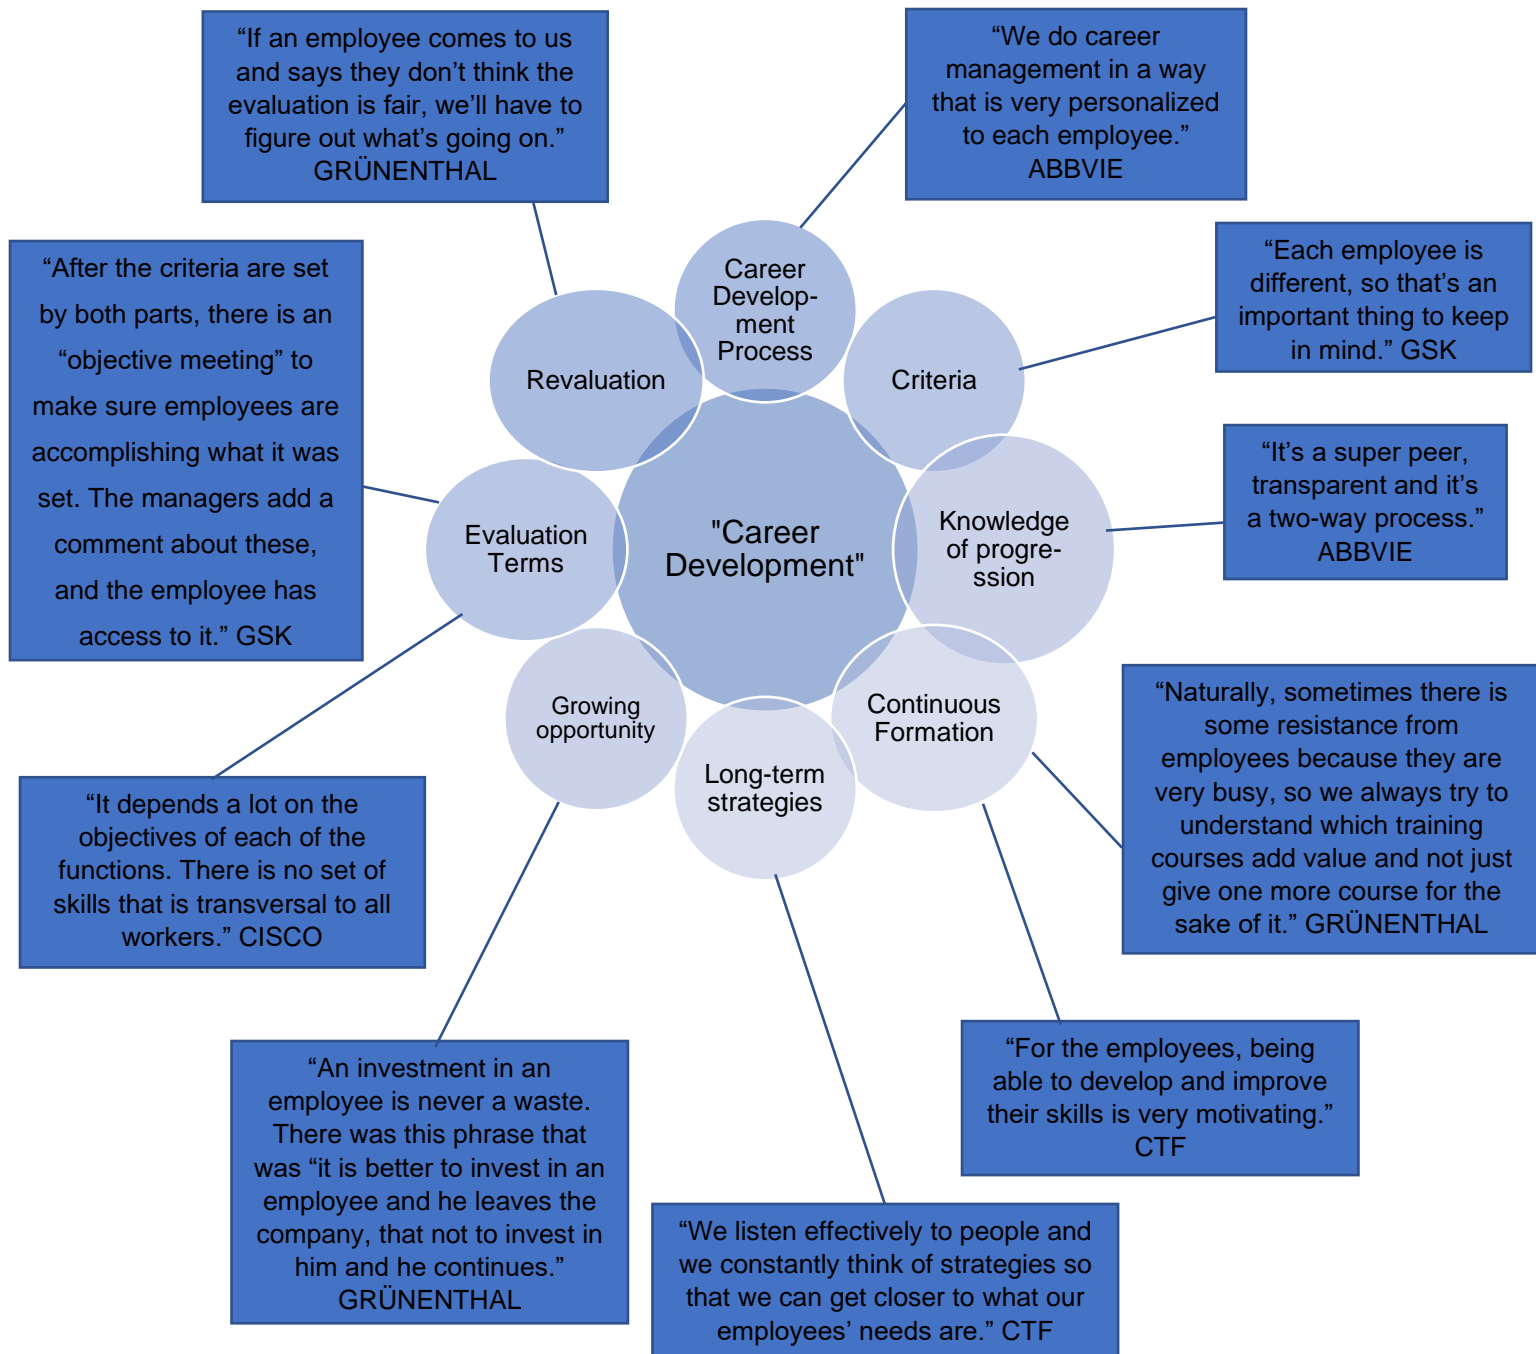 “If an employee comes to us
and says they don’t think the
evaluation is fair, we’ll have to
figure out what’s going on.”
GRÜNENTHAL
“We do career
management in a way
that is very personalized
to each employee.”
ABBVIE
“After the criteria are set
by both parts, there is an
“objective meeting” to
make sure employees are
accomplishing what it was
set. The managers add a
comment about these,
and the employee has
access to it.” GSK
“Each employee is
different, so that’s an
important thing to keep
in mind.” GSK
Career
Develop-
ment
Process
Revaluation
Criteria
"Career
Development"
Evaluation
Terms
Knowledge
of progre-
ssion
“It’s a super peer,
transparent and it’s
a two-way process.”
ABBVIE
Growing
opportunity
Long-term
strategies
Continuous
Formation
“Naturally, sometimes there is
some resistance from
employees because they are
very busy, so we always try to
understand which training
courses add value and not just
give one more course for the
sake of it.” GRÜNENTHAL
“It depends a lot on the
objectives of each of the
functions. There is no set of
skills that is transversal to all
workers.” CISCO
“An investment in an
employee is never a waste.
There was this phrase that
was “it is better to invest in an
employee and he leaves the
company, that not to invest in
him and he continues.”
GRÜNENTHAL
“For the employees, being
able to develop and improve
their skills is very motivating.”
CTF
“We listen effectively to people and
we constantly think of strategies so
that we can get closer to what our
employees’ needs are.” CTF